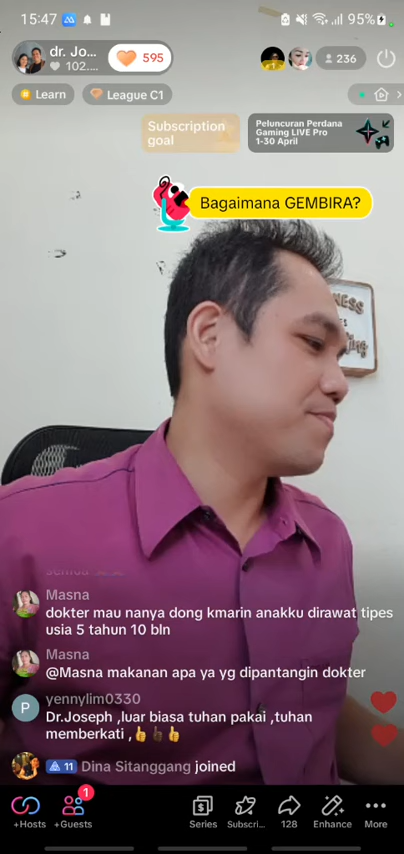 15:47
95%
dr. Jo...
102....
595
236
Learn
League C1
Subscription
goal
Peluncuran Perdana
Gaming LIVE Pro
1-30 April
Bagaimana GEMBIRA?
Masna
dokter mau nanya dong kmarin anakku dirawat tipes
usia 5 tahun 10 bln
Masna
@Masna makanan apa ya yg dipantangin dokter
P
yennylim0330
Dr.Joseph ,luar biasa tuhan pakai ,tuhan
memberkati ,👍👍🏿👍
11 Dina Sitanggang joined
1
+Hosts
+Guests
Series
Subscri...
128
Enhance
More